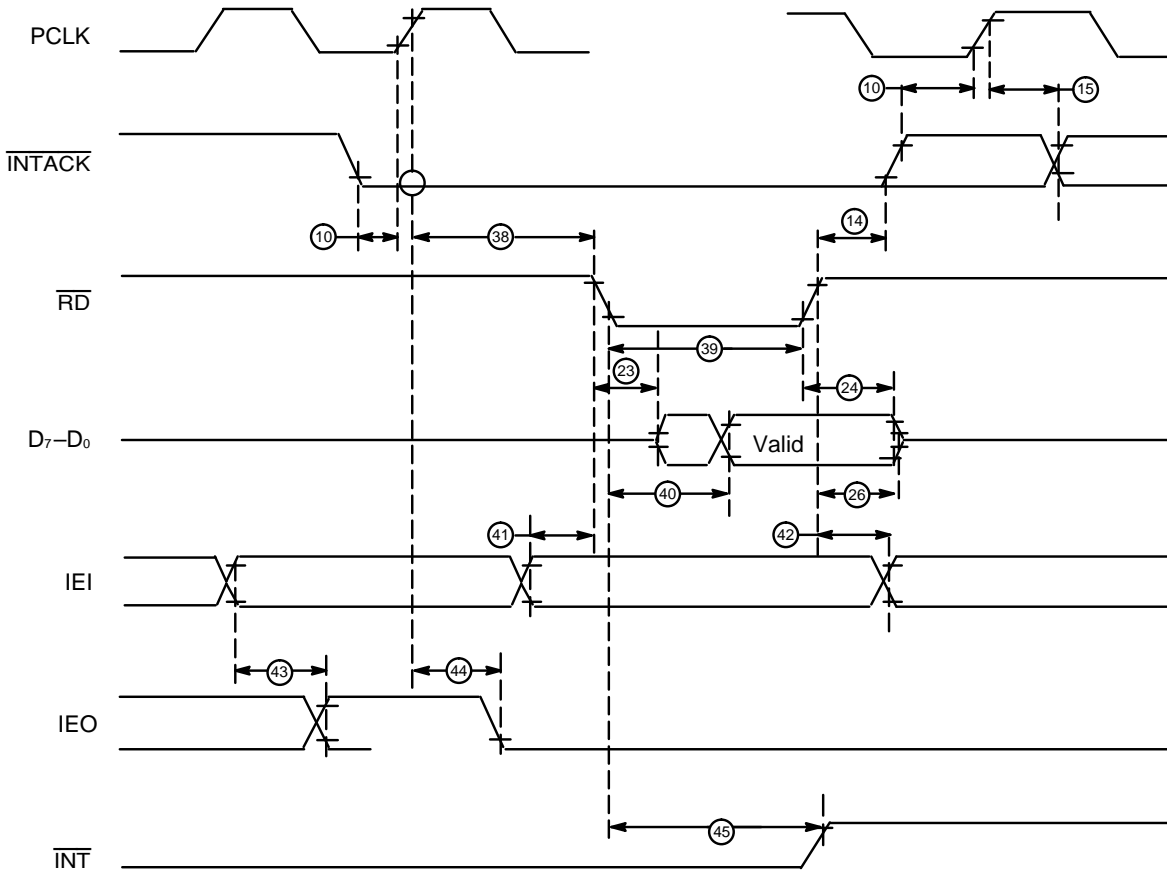 PCLK
10
15
INTACK
10
38
14
RD
39
23
24
D₇–D₀
Valid
40
26
41
42
IEI
43
44
IEO
45
INT